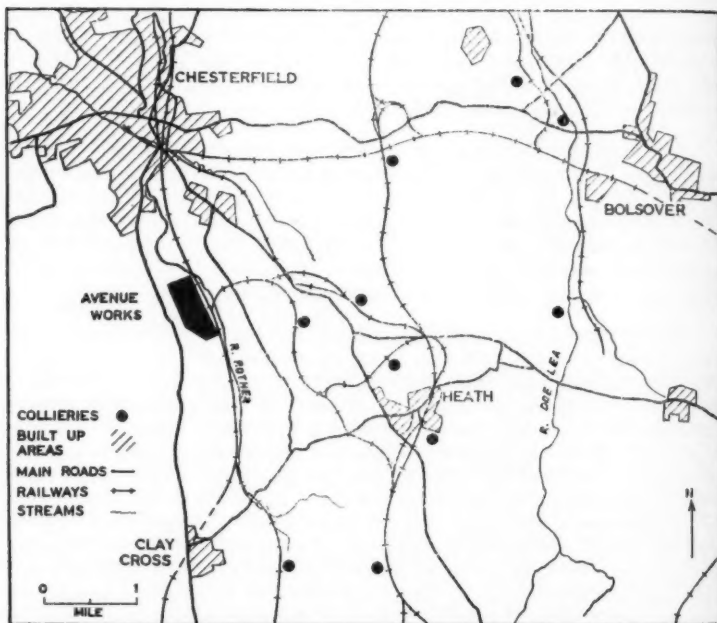 CHESTERFIELD
BOLSOVER
AVENUE
WORKS
R. ROTHER
R. DOE LEA
HEATH
COLLIERIES
BUILT UP
AREAS
MAIN ROADS
RAILWAYS
STREAMS
N
CLAY
CROSS
0 1
MILE